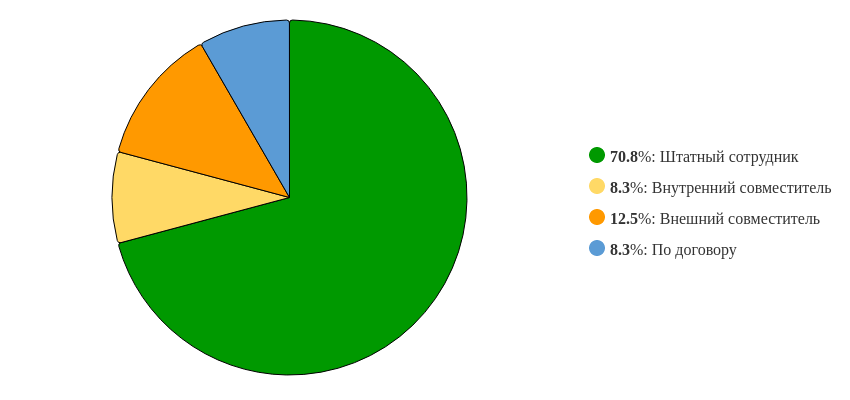 70.8%: Штатный сотрудник
8.3%: Внутренний совместитель
12.5%: Внешний совместитель
8.3%: По договору